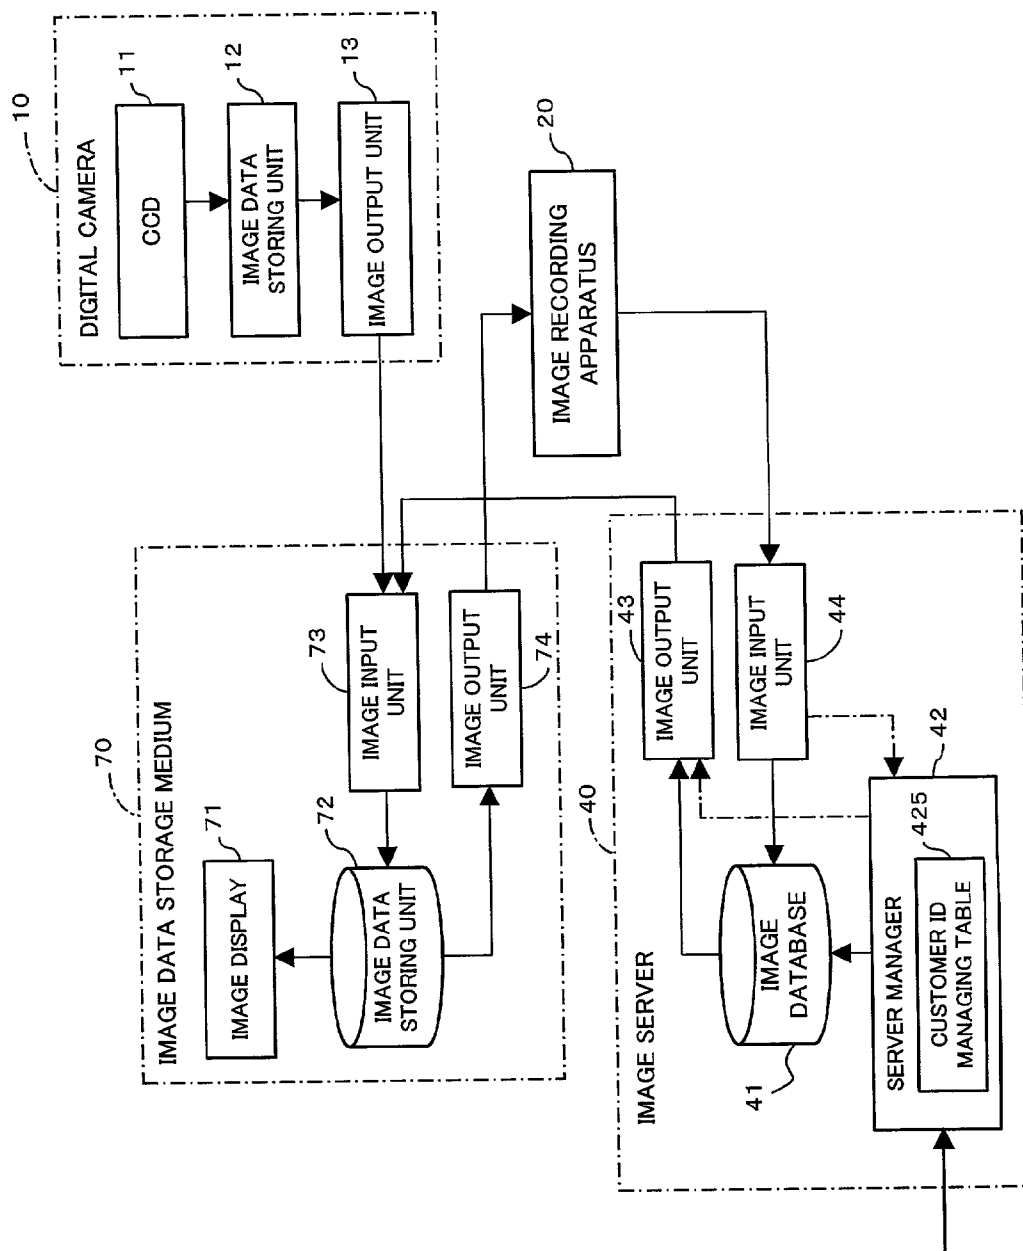 10
DIGITAL CAMERA
11
CCD
12
IMAGE DATA
STORING UNIT
13
IMAGE OUTPUT UNIT
20
IMAGE RECORDING
APPARATUS
70
IMAGE DATA STORAGE MEDIUM
71
IMAGE DISPLAY
72
IMAGE DATA
STORING UNIT
73
IMAGE INPUT
UNIT
IMAGE OUTPUT
UNIT
74
40
IMAGE SERVER
43
IMAGE OUTPUT
UNIT
IMAGE INPUT
UNIT
44
IMAGE
DATABASE
41
42
SERVER MANAGER
425
CUSTOMER ID
MANAGING TABLE